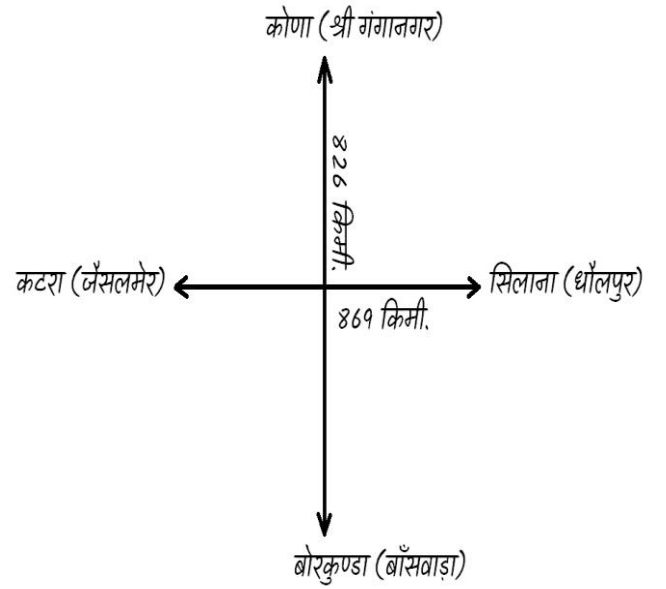 कोणा (श्री गंगानगर)
826 किमी.
कटरा (जैसलमेर)
सिलाना (धौलपुर)
869 किमी.
बोरकुण्डा (बाँसवाड़ा)